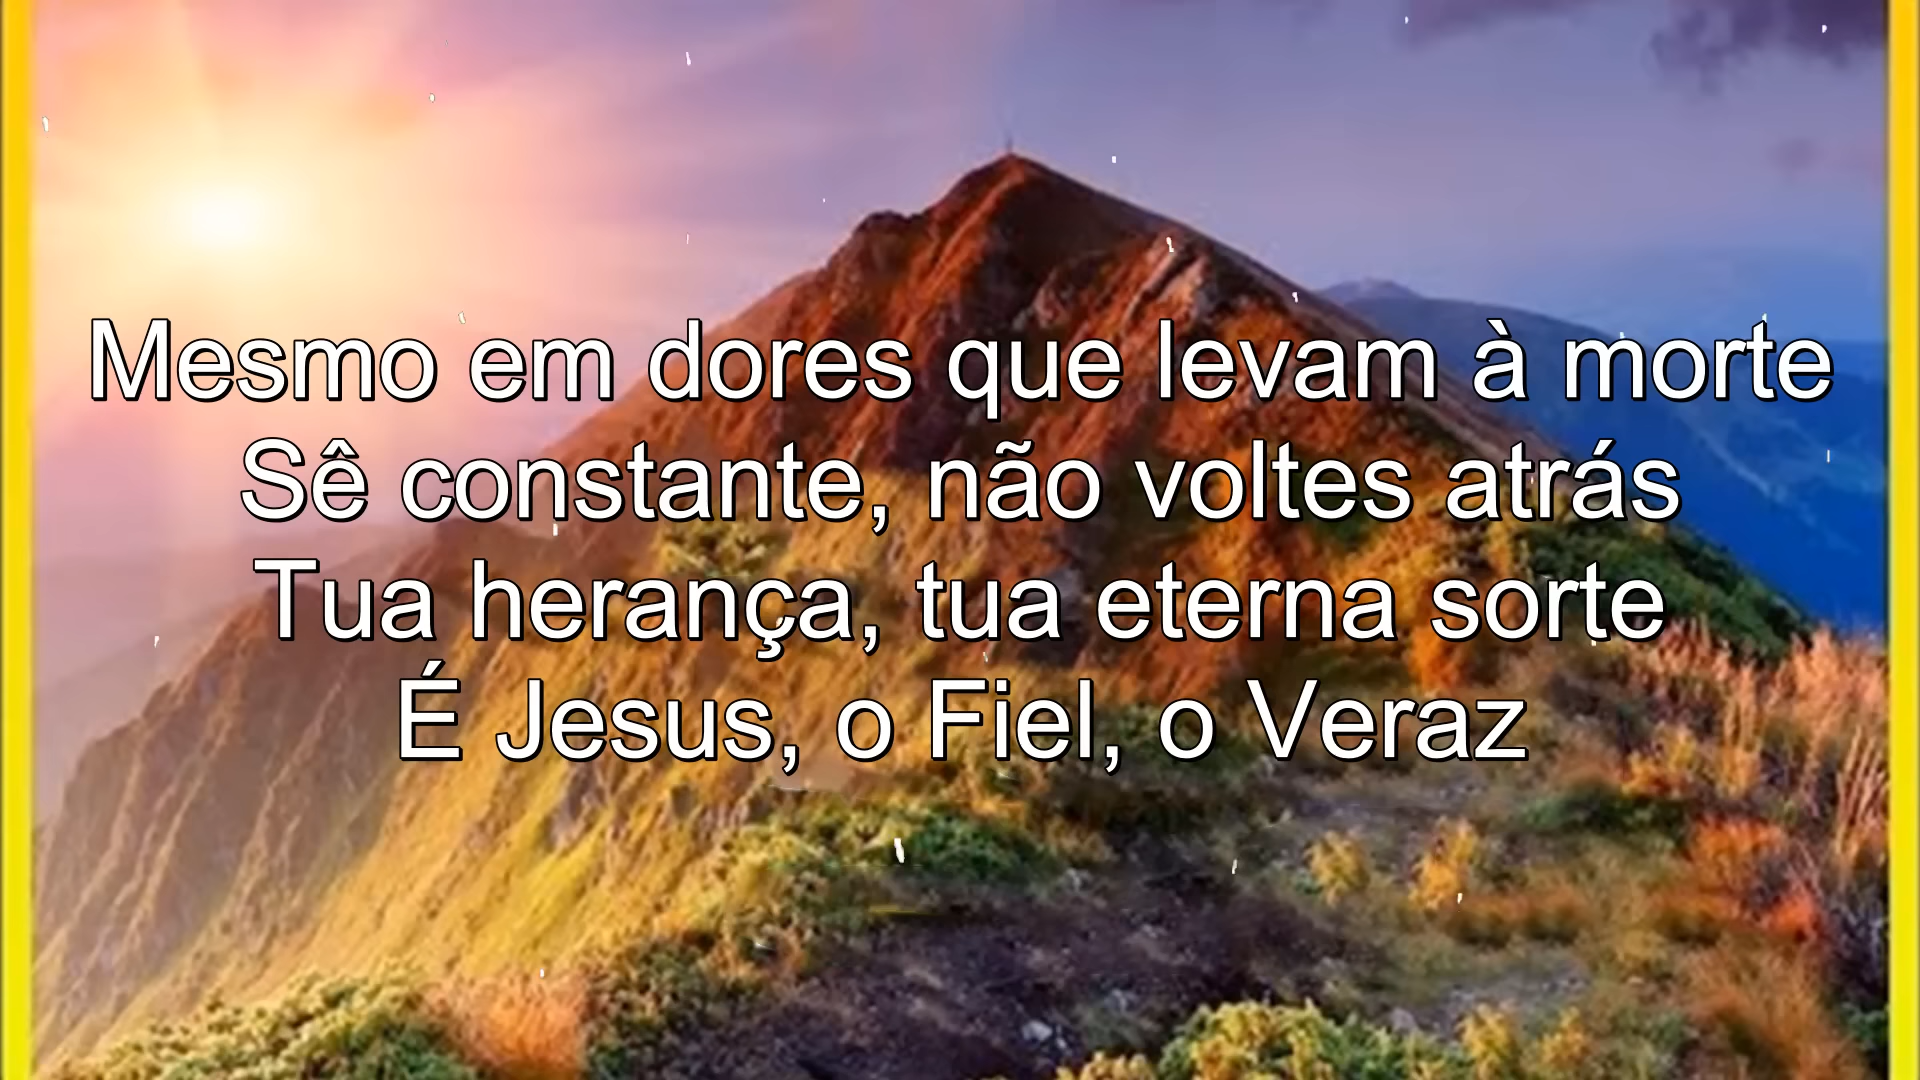 Mesmo em dores que levam à morte
Sê constante, não voltes atrás
Tua herança, tua eterna sorte
É Jesus, o Fiel, o Veraz